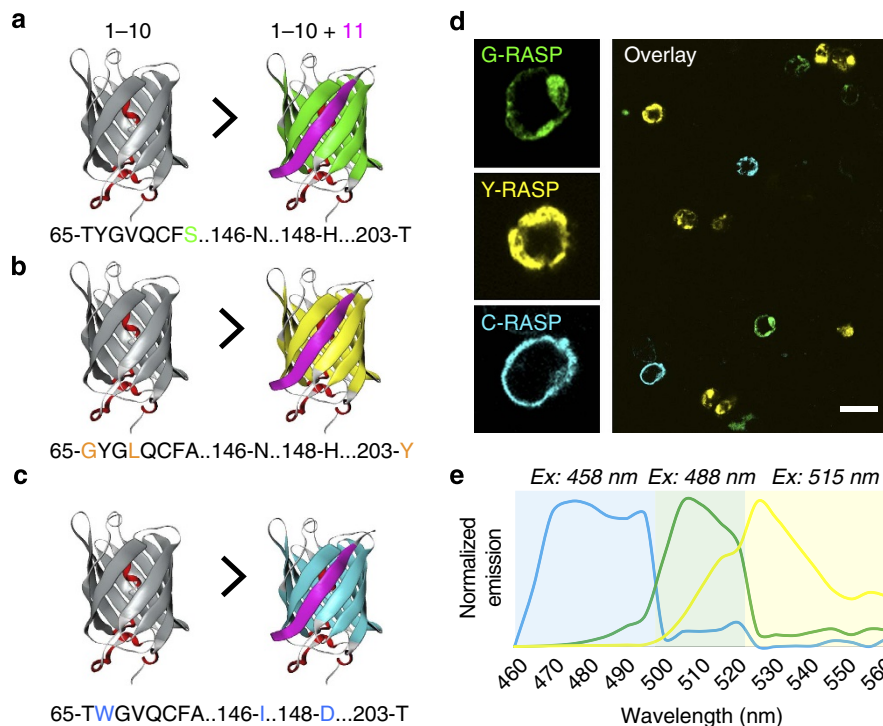 a
1–10
1–10 + 11
65-TYGVQCFS..146-N..148-H...203-T
b
65-GYGLQCFA..146-N..148-H...203-Y
c
65-TWGVQCFA..146-I..148-D...203-T
d
G-RASP
Y-RASP
C-RASP
Overlay
e
Ex: 458 nm
Ex: 488 nm
Ex: 515 nm
Normalized
emission
460
470
480
490
500
510
520
530
540
550
560
Wavelength (nm)